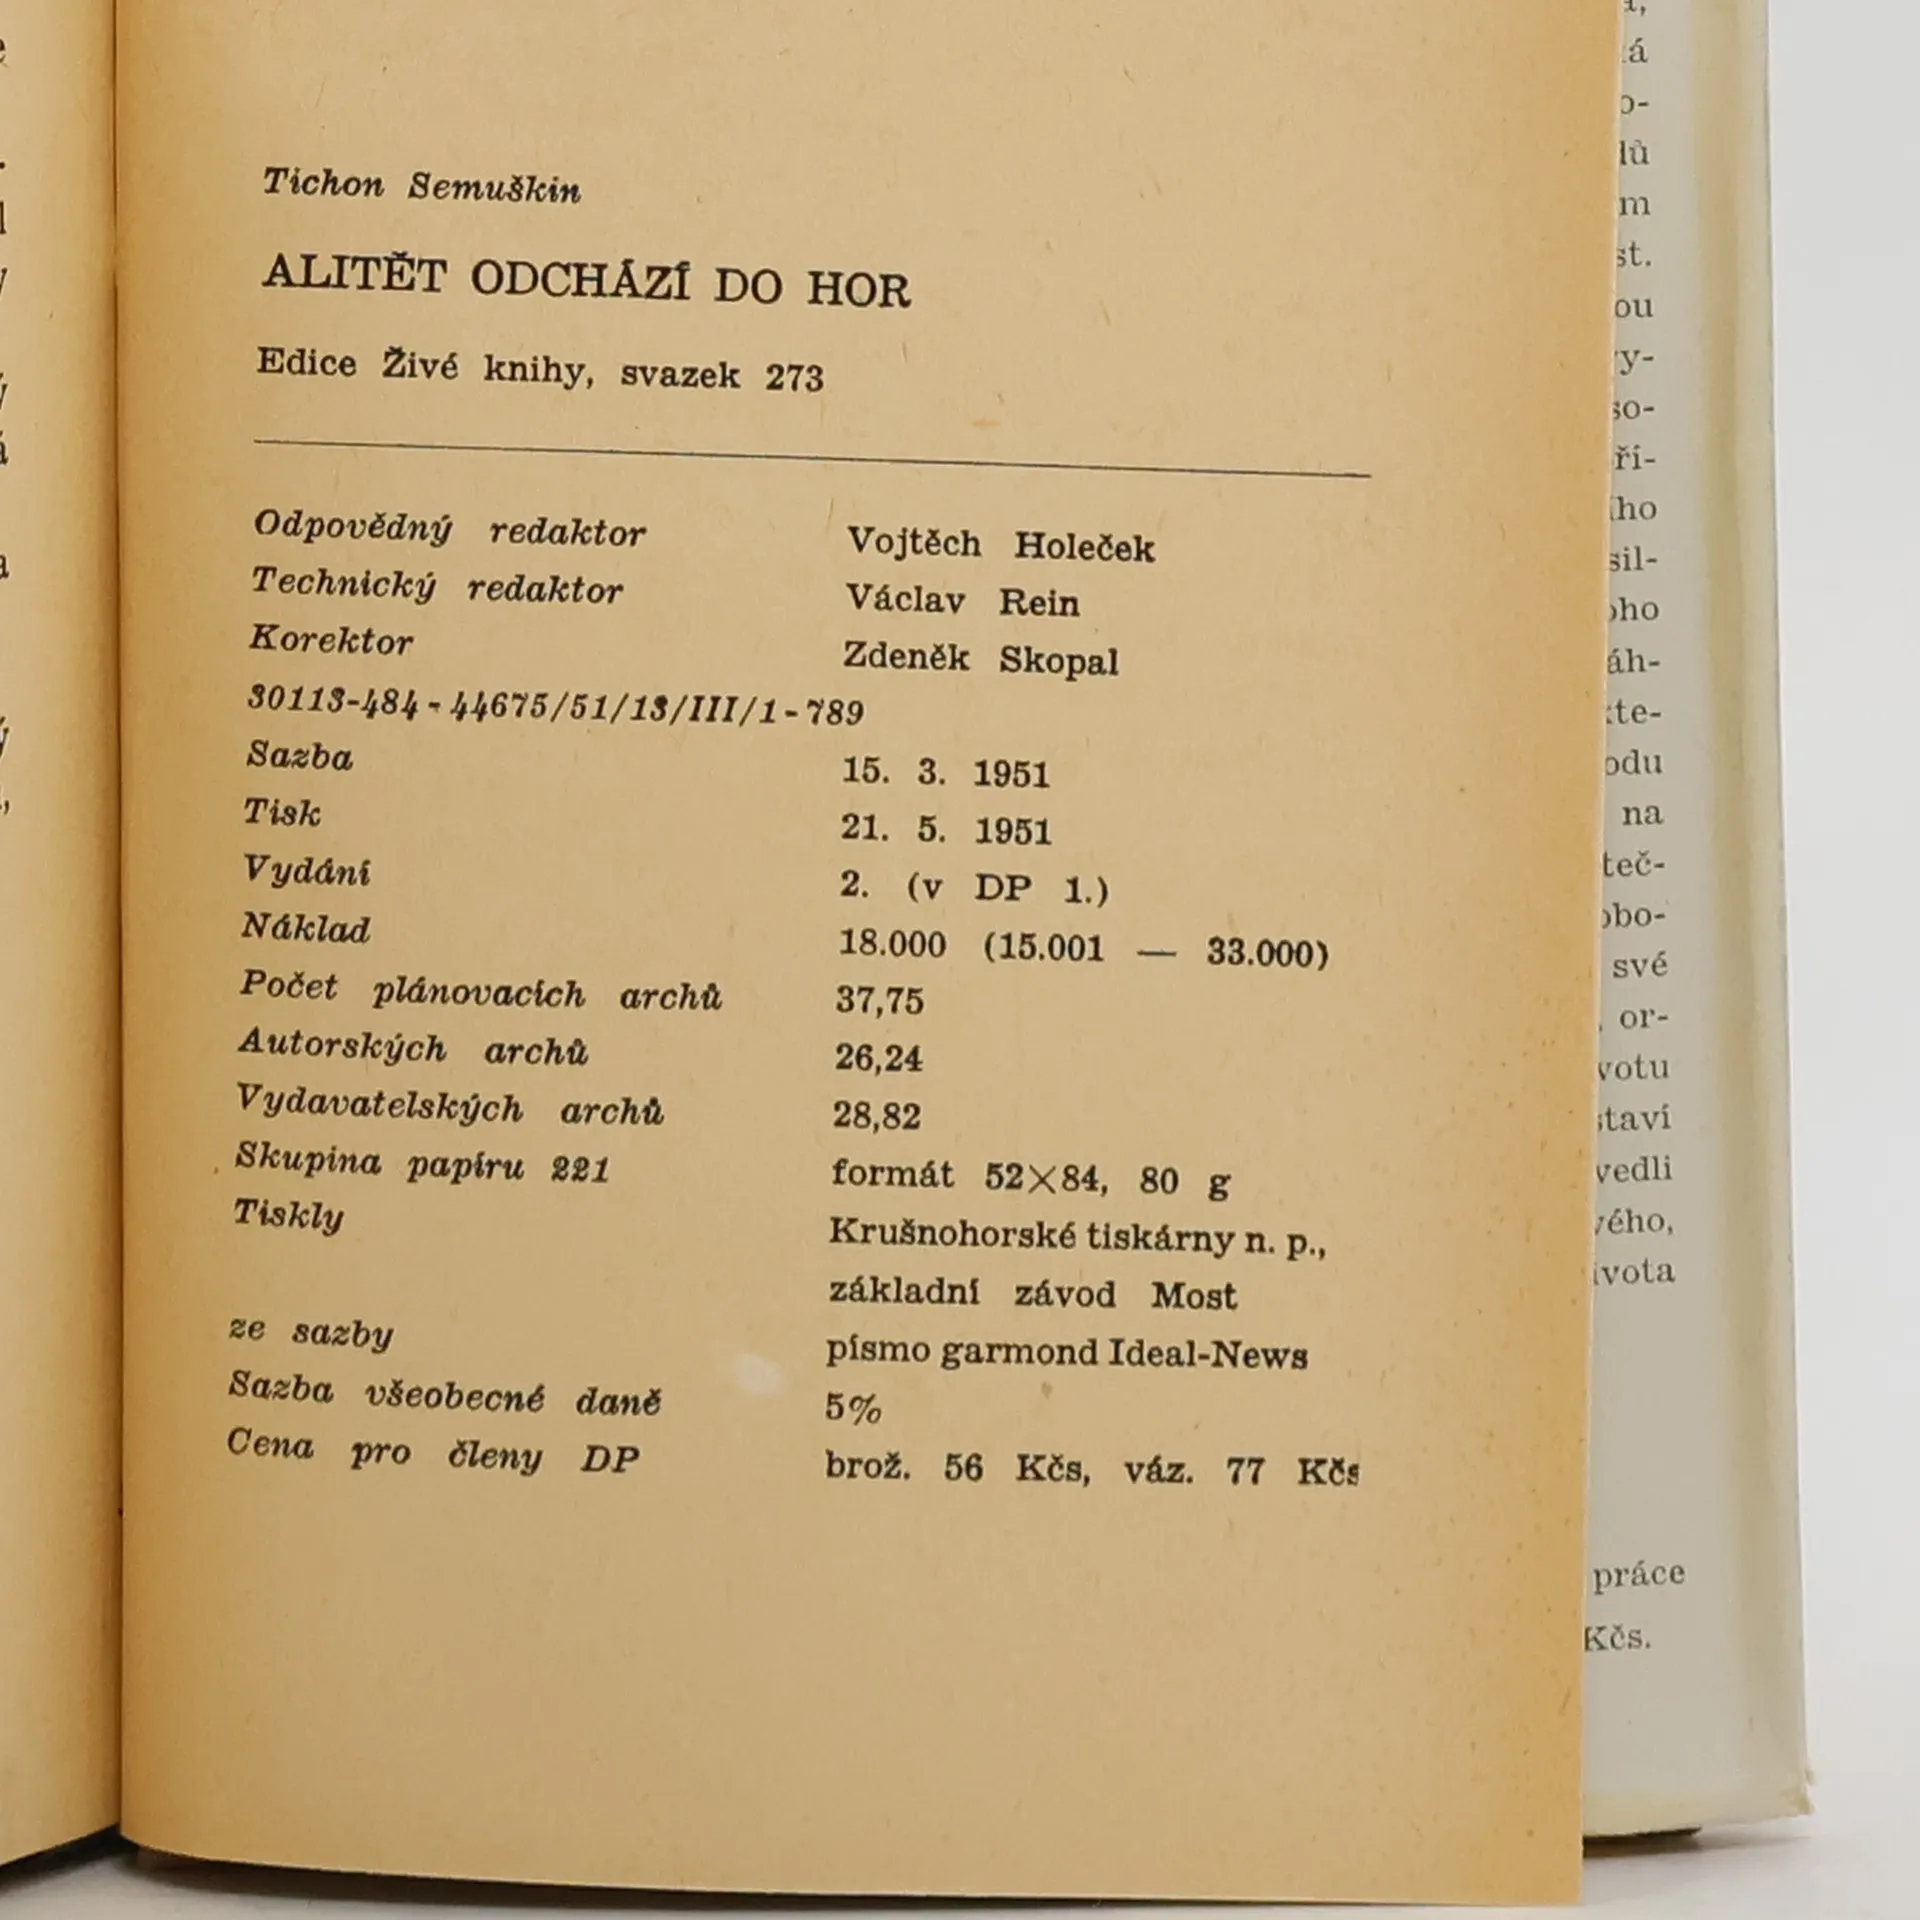 Tichon Semuškin
ALITĚT ODCHÁZÍ DO HOR
Edice Živé knihy, svazek 273
Odpovědný redaktor Vojtěch Holeček
Technický redaktor Václav Rein
Korektor Zdeněk Skopal
30113-484-44675/51/13/III/1-789
Sazba 15. 3. 1951
Tisk 21. 5. 1951
Vydání 2. (v DP 1.)
Náklad 18.000 (15.001 — 33.000)
Počet plánovacích archů 37,75
Autorských archů 26,24
Vydavatelských archů 28,82
Skupina papíru 221 formát 52×84, 80 g
Tiskly Krušnohorské tiskárny n. p.,
základní závod Most
ze sazby písmo garmond Ideal-News
Sazba všeobecné daně 5%
Cena pro členy DP brož. 56 Kčs, váz. 77 Kčs
na
své
práce
Kčs.